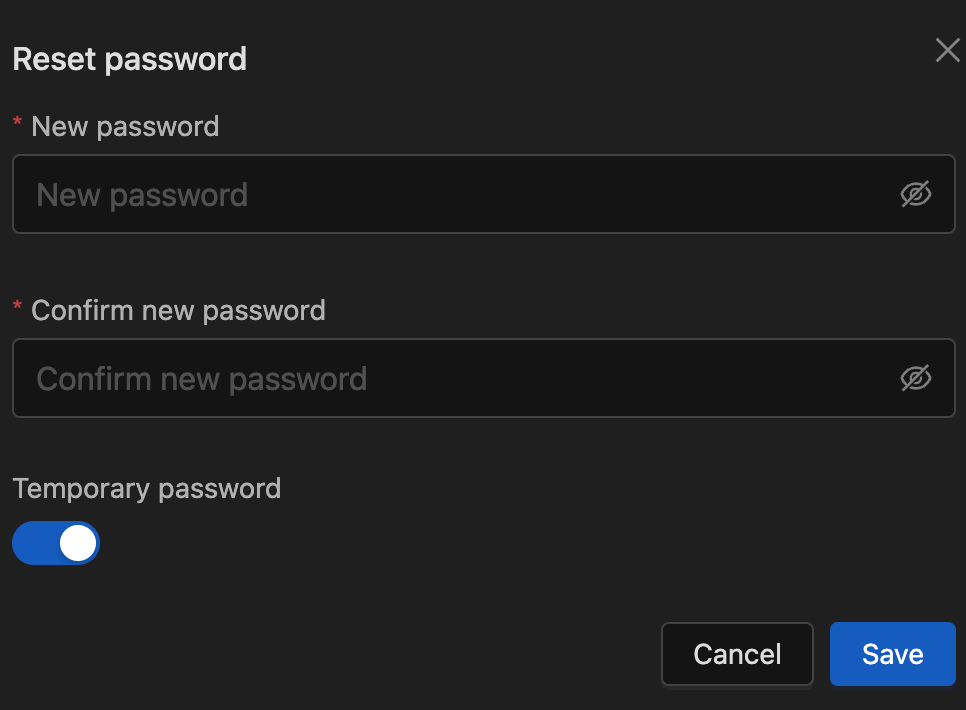 Reset password
* New password
New password
* Confirm new password
Confirm new password
Temporary password
Cancel Save